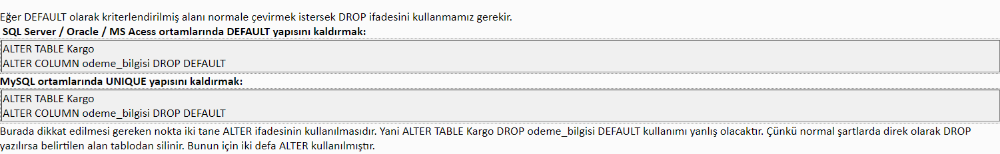 Eğer DEFAULT olarak kriterlendirilmiş alanı normale çevirmek istersek DROP ifadesini kullanmamız gerekir.
SQL Server / Oracle / MS Acess ortamlarında DEFAULT yapısını kaldırmak:
ALTER TABLE Kargo
ALTER COLUMN odeme_bilgisi DROP DEFAULT
MySQL ortamlarında UNIQUE yapısını kaldırmak:
ALTER TABLE Kargo
ALTER COLUMN odeme_bilgisi DROP DEFAULT
Burada dikkat edilmesi gereken nokta iki tane ALTER ifadesinin kullanılmasıdır. Yani ALTER TABLE Kargo DROP odeme_bilgisi DEFAULT kullanımı yanlış olacaktır. Çünkü normal şartlarda direk olarak DROP
yazılırsa belirtilen alan tablodan silinir. Bunun için iki defa ALTER kullanılmıştır.